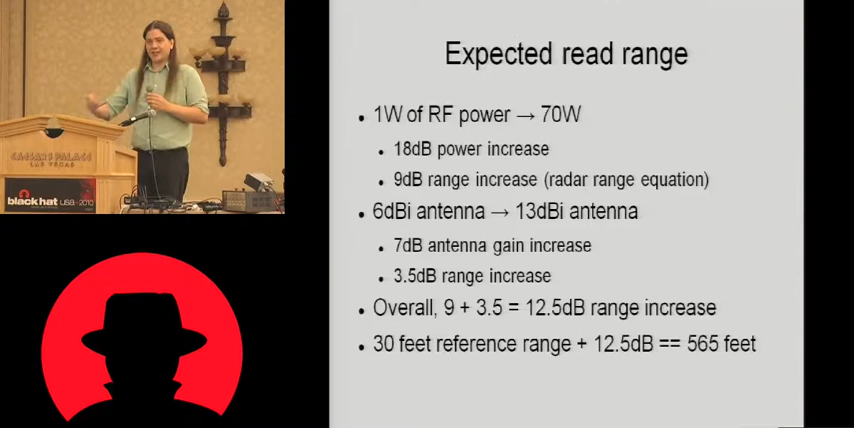 CAESARS PALACE
LAS VEGAS
black hat USA + 2010
Expected read range
• 1W of RF power → 70W
• 18dB power increase
• 9dB range increase (radar range equation)
• 6dBi antenna → 13dBi antenna
• 7dB antenna gain increase
• 3.5dB range increase
• Overall, 9 + 3.5 = 12.5dB range increase
• 30 feet reference range + 12.5dB == 565 feet